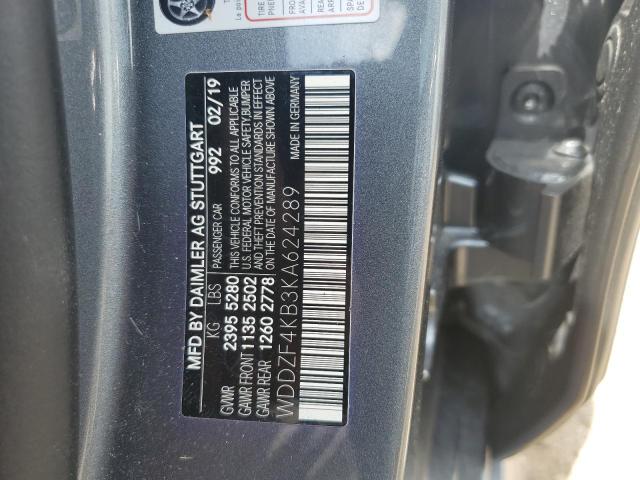 MFD BY DAIMLER AG STUTTGART
PASSENGER CAR 992 02/19
KG LBS
GVWR 2395 5280
GAWR FRONT 1135 2502
GAWR REAR 1260 2778
THIS VEHICLE CONFORMS TO ALL APPLICABLE
U.S. FEDERAL MOTOR VEHICLE SAFETY, BUMPER
AND THEFT PREVENTION STANDARDS IN EFFECT
ON THE DATE OF MANUFACTURE SHOWN ABOVE
WDDZF4KB3KA624289
MADE IN GERMANY
TIRE